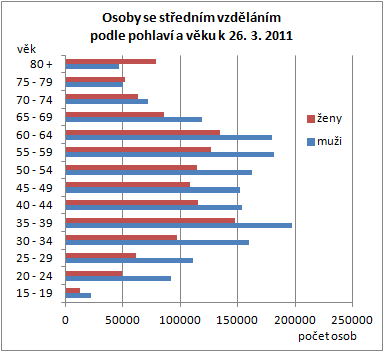 Osoby se středním vzděláním
podle pohlaví a věku k 26. 3. 2011
věk
80 +
75 - 79
70 - 74
65 - 69
60 - 64
55 - 59
50 - 54
45 - 49
40 - 44
35 - 39
30 - 34
25 - 29
20 - 24
15 - 19
ženy
muži
0 50000 100000 150000 200000 250000
počet osob